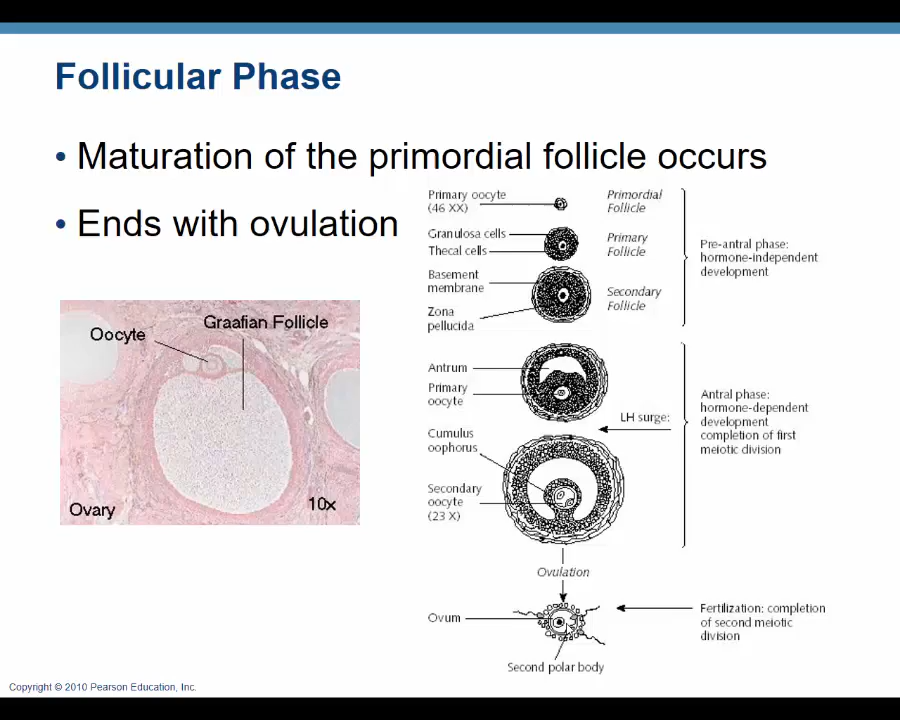 Follicular Phase
• Maturation of the primordial follicle occurs
• Ends with ovulation
Oocyte
Graafian Follicle
Ovary
10x
Primary oocyte
(46 XX)
Primordial
Follicle
Granulosa cells
Thecal cells
Primary
Follicle
Basement
membrane
Zona
pellucida
Secondary
Follicle
Pre-antral phase:
hormone-independent
development
Antrum
Primary
oocyte
LH surge:
Cumulus
oophorus
Secondary
oocyte
(23 X)
Antral phase:
hormone-dependent
development
completion of first
meiotic division
Ovulation
Ovum
Fertilization: completion
of second meiotic
division
Second polar body
Copyright © 2010 Pearson Education, Inc.